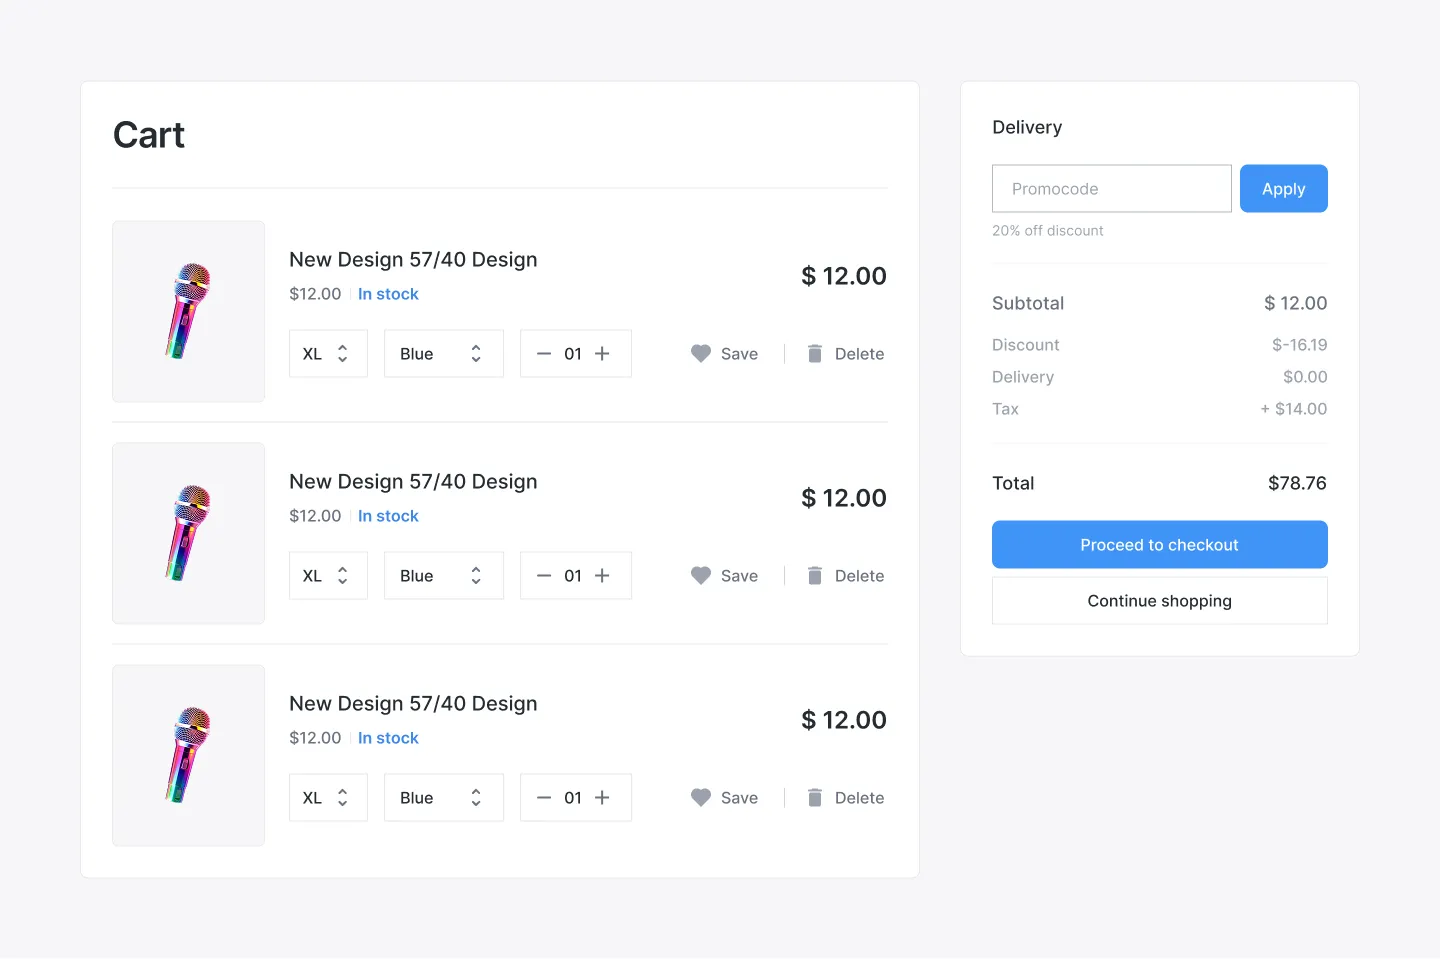 Cart
New Design 57/40 Design
$12.00 In stock
$ 12.00
XL Blue 01 Save Delete
New Design 57/40 Design
$12.00 In stock
$ 12.00
XL Blue 01 Save Delete
New Design 57/40 Design
$12.00 In stock
$ 12.00
XL Blue 01 Save Delete
Delivery
Promocode Apply
20% off discount
Subtotal $ 12.00
Discount $-16.19
Delivery $0.00
Tax + $14.00
Total $78.76
Proceed to checkout
Continue shopping